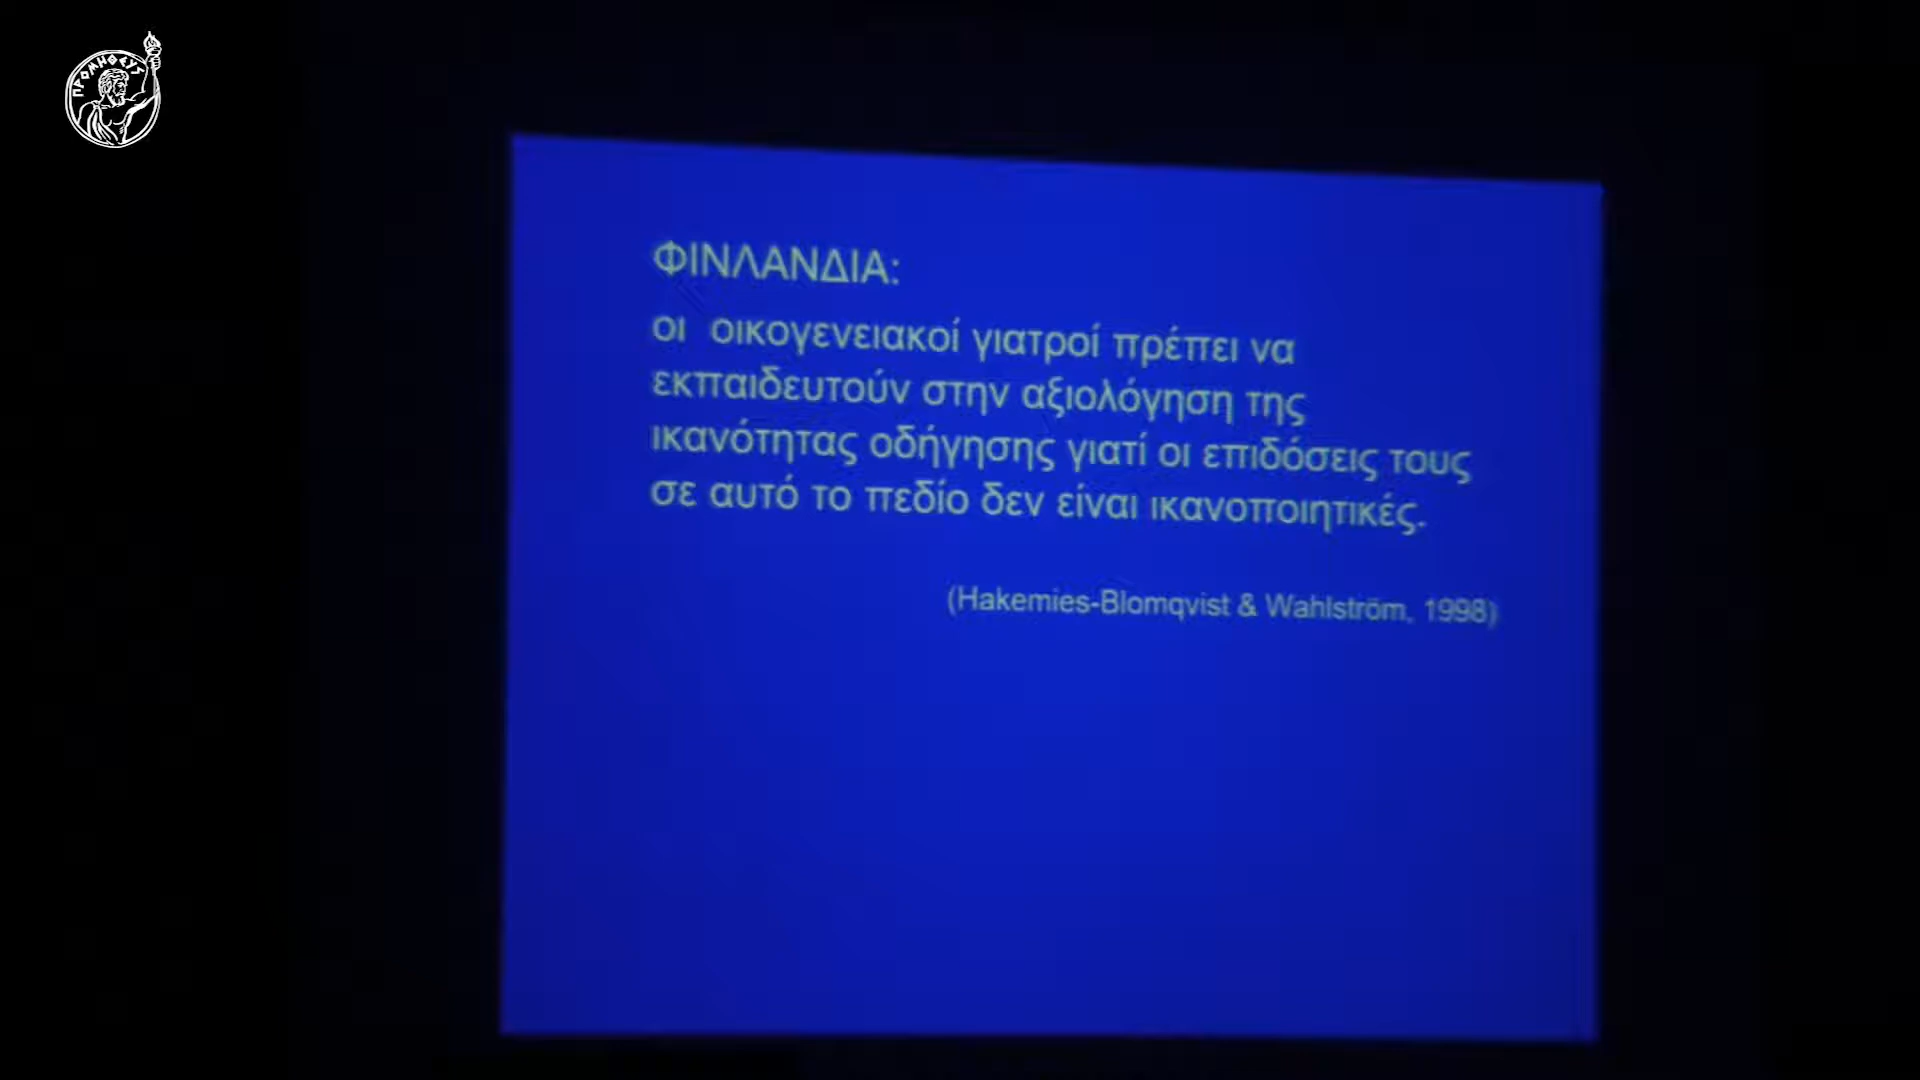 ΠΡΟΜΗΘΕΥΣ
ΦΙΝΛΑΝΔΙΑ:
οι οικογενειακοί γιατροί πρέπει να
εκπαιδευτούν στην αξιολόγηση της
ικανότητας οδήγησης γιατί οι επιδόσεις τους
σε αυτό το πεδίο δεν είναι ικανοποιητικές.
(Hakemies-Blomqvist & Wahlström, 1998)